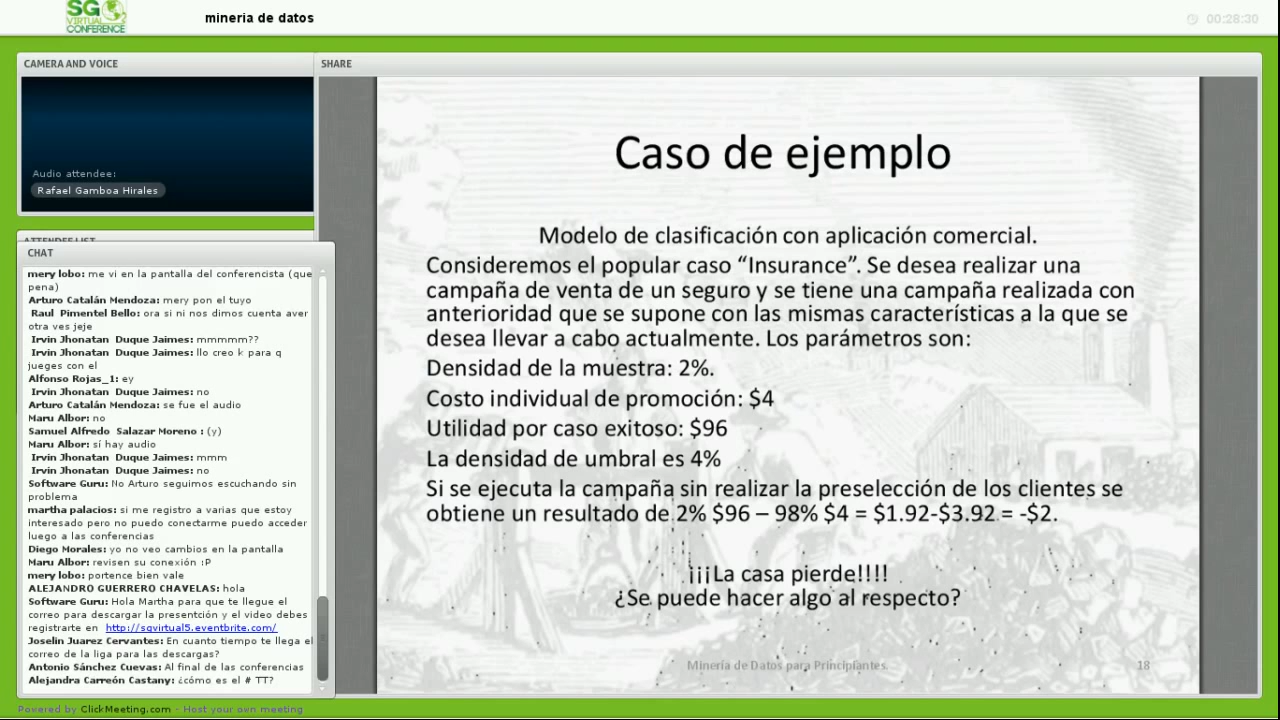 SG
VIRTUAL
CONFERENCE
mineria de datos
00:28:30
CAMERA AND VOICE
Audio attendee:
Rafael Gamboa Hirales
ATTENDEE LIST
CHAT
mery lobo: me vi en la pantalla del conferencista (que
pena)
Arturo Catalán Mendoza: mery pon el tuyo
Raul Pimentel Bello: ora si ni nos dimos cuenta aver
otra ves jeje
Irvin Jhonatan Duque Jaimes: mmmmm??
Irvin Jhonatan Duque Jaimes: llo creo k para q
jueges con el
Alfonso Rojas_1: ey
Irvin Jhonatan Duque Jaimes: no
Arturo Catalán Mendoza: se fue el audio
Maru Albor: no
Samuel Alfredo Salazar Moreno : (y)
Maru Albor: sí hay audio
Irvin Jhonatan Duque Jaimes: mmm
Irvin Jhonatan Duque Jaimes: no
Software Guru: No Arturo seguimos escuchando sin
problema
martha palacios: si me registro a varias que estoy
interesado pero no puedo conectarme puedo acceder
luego a las conferencias
Diego Morales: yo no veo cambios en la pantalla
Maru Albor: revisen su conexión :P
mery lobo: portence bien vale
ALEJANDRO GUERRERO CHAVELAS: hola
Software Guru: Hola Martha para que te llegue el
correo para descargar la presentción y el video debes
registrarte en http://sgvirtual5.eventbrite.com/
Joselin Juarez Cervantes: En cuanto tiempo te llega el
correo de la liga para las descargas?
Antonio Sánchez Cuevas: Al final de las conferencias
Alejandra Carreón Castany: ¿cómo es el # TT?
SHARE
Caso de ejemplo
Modelo de clasificación con aplicación comercial.
Consideremos el popular caso “Insurance”. Se desea realizar una
campaña de venta de un seguro y se tiene una campaña realizada con
anterioridad que se supone con las mismas características a la que se
desea llevar a cabo actualmente. Los parámetros son:
Densidad de la muestra: 2%.
Costo individual de promoción: $4
Utilidad por caso exitoso: $96
La densidad de umbral es 4%
Si se ejecuta la campaña sin realizar la preselección de los clientes se
obtiene un resultado de 2% $96 – 98% $4 = $1.92-$3.92 = -$2.
¡¡¡La casa pierde!!!!
¿Se puede hacer algo al respecto?
Minería de Datos para Principiantes.
18
Powered by ClickMeeting.com - Host your own meeting